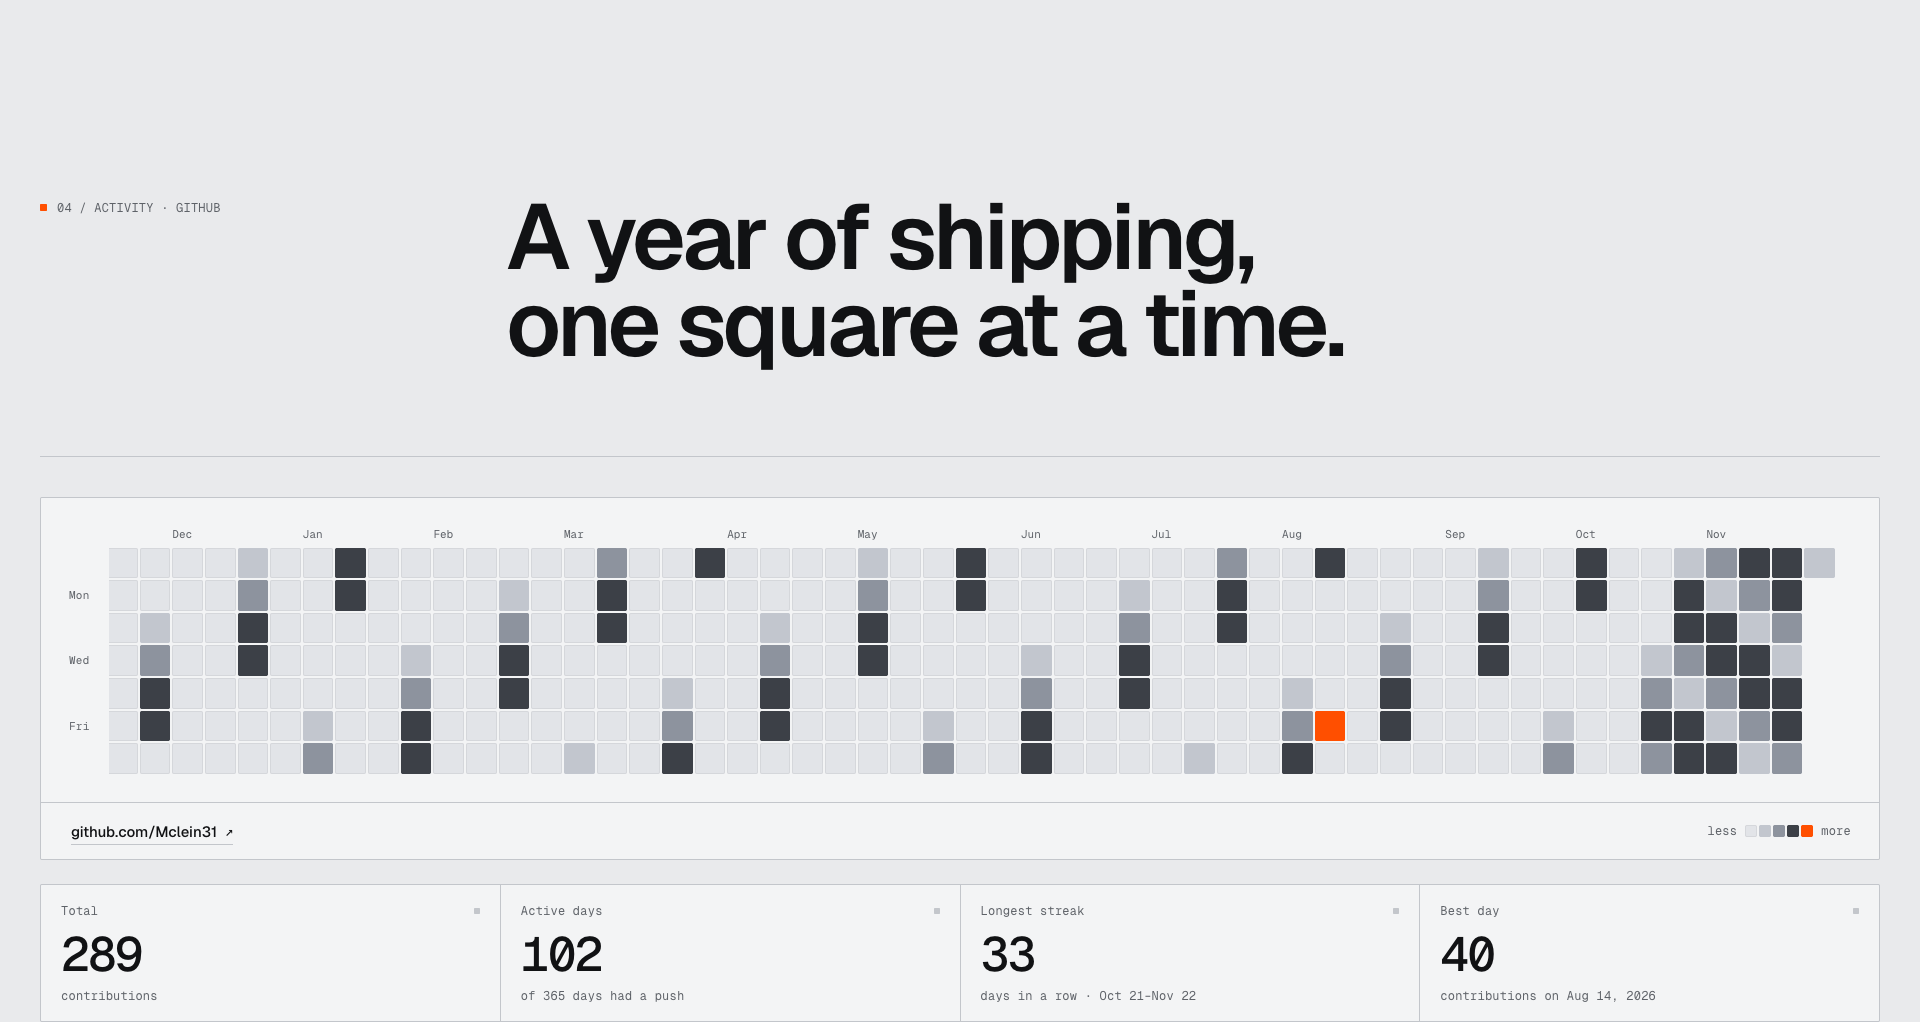 04 / ACTIVITY · GITHUB
A year of shipping,
one square at a time.
Dec Jan Feb Mar Apr May Jun Jul Aug Sep Oct Nov
Mon
Wed
Fri
github.com/Mclein31 ↗
less more
Total
289
contributions
Active days
102
of 365 days had a push
Longest streak
33
days in a row · Oct 21–Nov 22
Best day
40
contributions on Aug 14, 2026